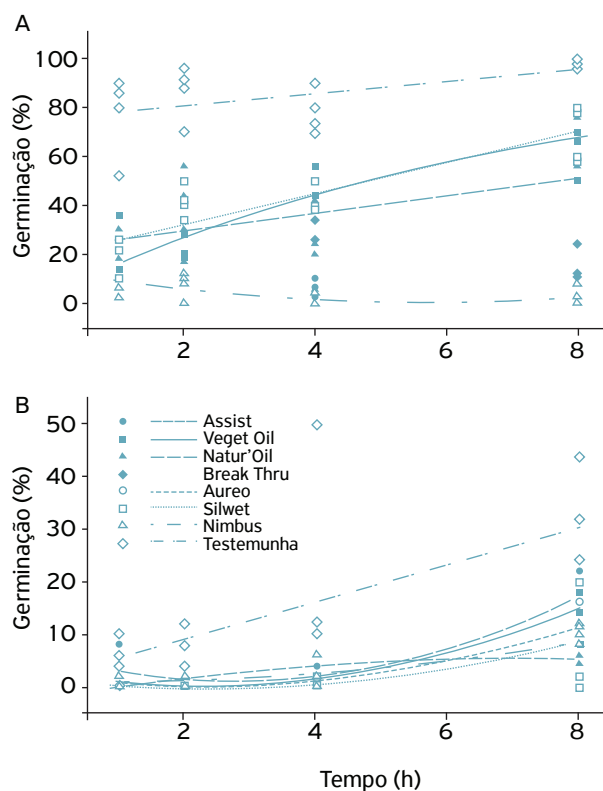 A
Germinação (%)
100
80
60
40
20
0
2
4
6
8
B
Germinação (%)
50
40
30
20
10
0
Assist
Veget Oil
Natur'Oil
Break Thru
Aureo
Silwet
Nimbus
Testemunha
2
4
6
8
Tempo (h)